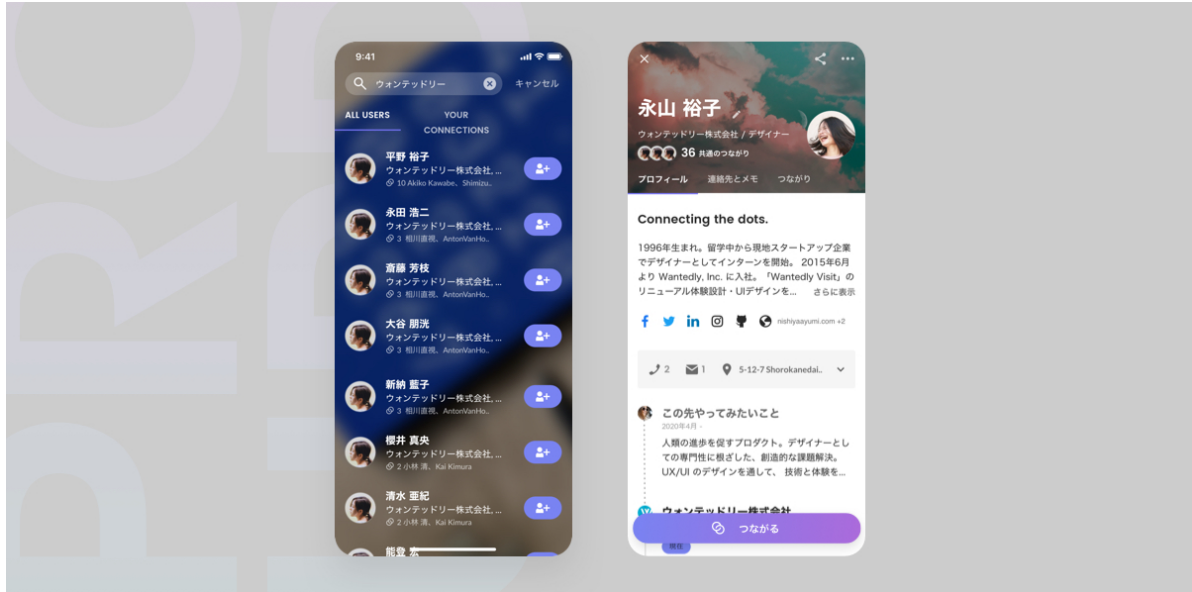 9:41
ウォンテッドリー
キャンセル
ALL USERS
YOUR
CONNECTIONS
平野 裕子
ウォンテッドリー株式会社, ...
10 Akiko Kawabe、Shimizu..
永田 浩二
ウォンテッドリー株式会社, ...
3 相川直視、AntonVanHo..
斎藤 芳枝
ウォンテッドリー株式会社, ...
3 相川直視、AntonVanHo..
大谷 朋洸
ウォンテッドリー株式会社, ...
3 相川直視、AntonVanHo..
新納 藍子
ウォンテッドリー株式会社, ...
3 相川直視、AntonVanHo..
櫻井 真央
ウォンテッドリー株式会社, ...
2 小林 清、Kai Kimura
清水 亜紀
ウォンテッドリー株式会社, ...
2 小林 清、Kai Kimura
能登 宏
永山 裕子
ウォンテッドリー株式会社 / デザイナー
36 共通のつながり
プロフィール
連絡先とメモ
つながり
Connecting the dots.
1996年生まれ。留学中から現地スタートアップ企業
でデザイナーとしてインターンを開始。 2015年6月
より Wantedly, Inc. に入社。「Wantedly Visit」の
リニューアル体験設計・UIデザインを... さらに表示
nishiyaayumi.com +2
2
1
5-12-7 Shorokanedai..
この先やってみたいこと
2020年4月 -
人類の進歩を促すプロダクト。デザイナーとし
ての専門性に根ざした、創造的な課題解決。
UX/UI のデザインを通して、 技術と体験を...
ウォンテッドリー株式会社
つながる
現在